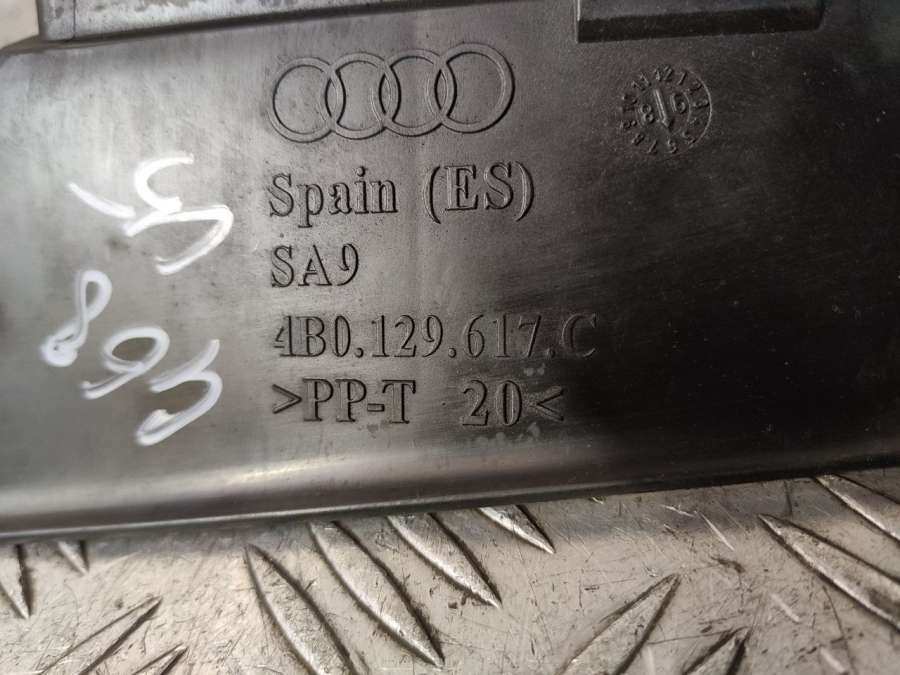 Spain (ES)
SA9
4B0.129.617.C
>PP-T 20<